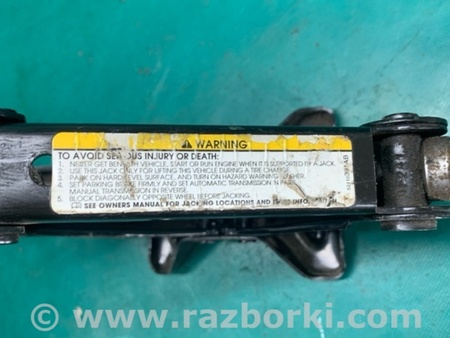 ⚠ WARNING
TO AVOID SERIOUS INJURY OR DEATH:
1. NEVER GET BENEATH VEHICLE, START OR RUN ENGINE WHEN IT IS SUPPORTED BY A JACK.
2. USE THIS JACK ONLY FOR LIFTING THIS VEHICLE DURING A TIRE CHANGE.
3. PARK ON HARD LEVEL SURFACE, AND TURN ON HAZARD WARNING FLASHER.
4. SET PARKING BRAKE FIRMLY AND SET AUTOMATIC TRANSMISSION IN PARK
MANUAL TRANSMISSION IN REVERSE.
5. BLOCK DIAGONALLY OPPOSITE WHEEL BEFORE JACKING.
SEE OWNERS MANUAL FOR JACKING LOCATIONS AND
© www.razborki.com/